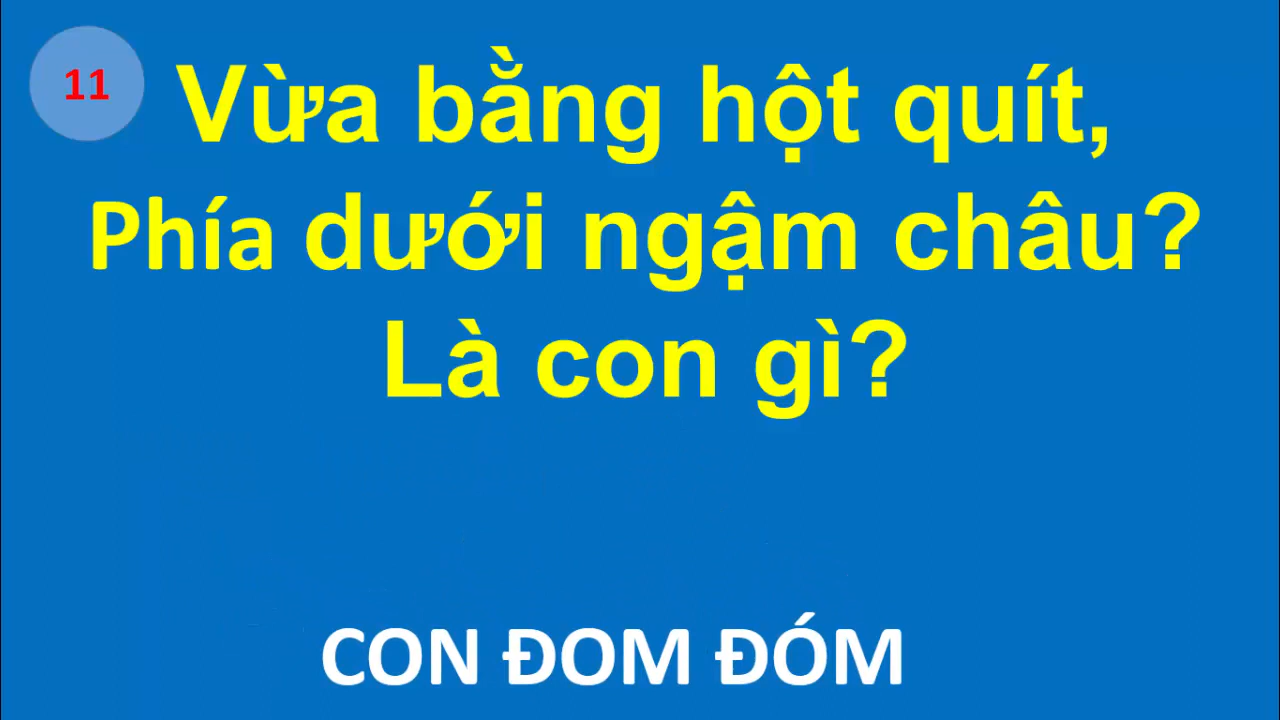 11
Vừa bằng hột quít,
Phía dưới ngậm châu?
Là con gì?
CON ĐOM ĐÓM